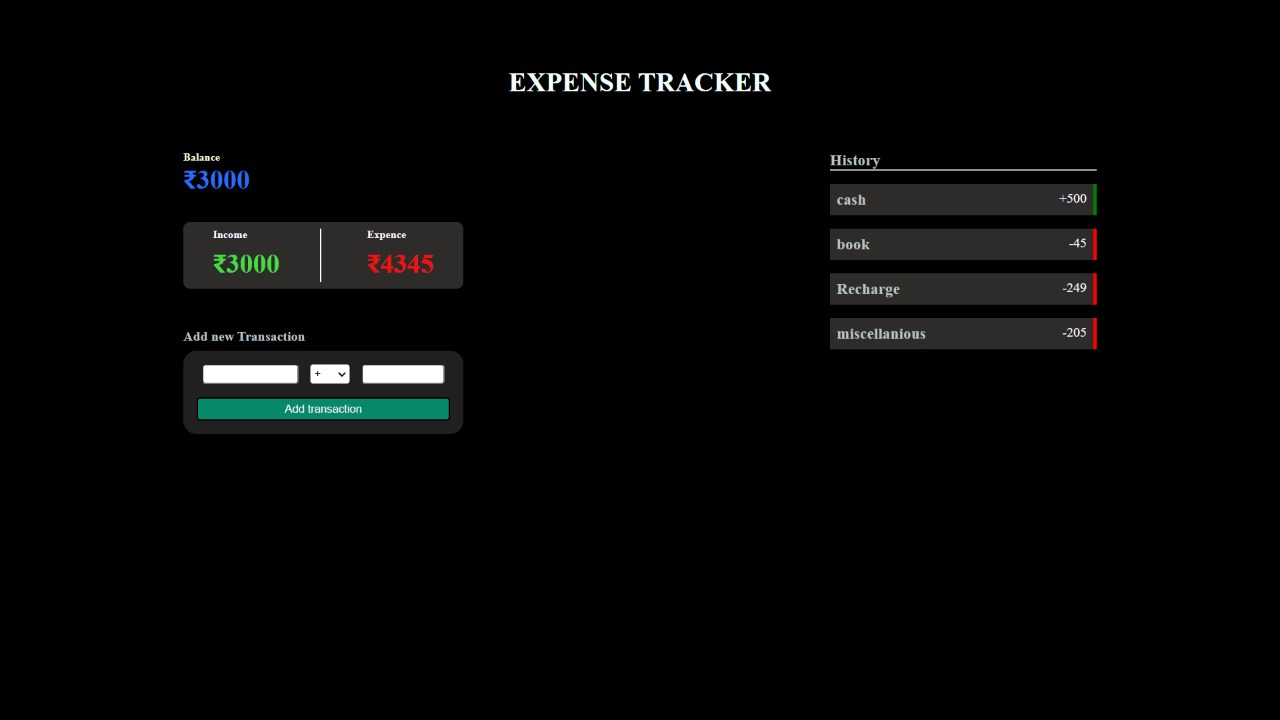 EXPENSE TRACKER
Balance
₹3000
Income
₹3000
Expence
₹4345
Add new Transaction
+
Add transaction
History
cash +500
book -45
Recharge -249
miscellanious -205